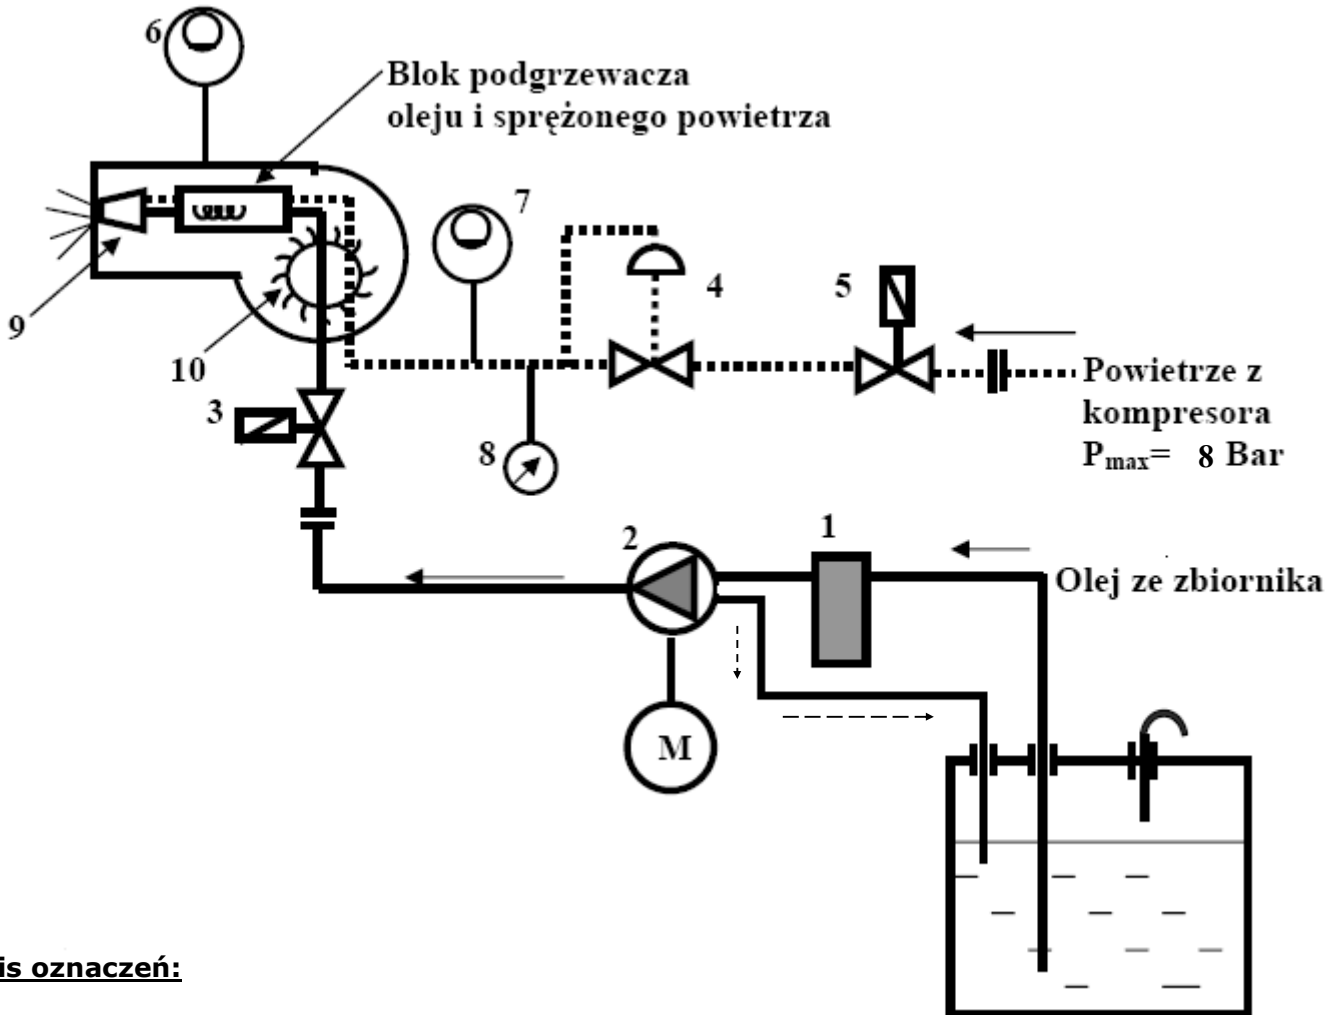 6
Blok podgrzewacza
oleju i sprężonego powietrza
7
4
5
9
10
Powietrze z
kompresora
Pmax= 8 Bar
3
8
2
1
Olej ze zbiornika
M
is oznaczeń: